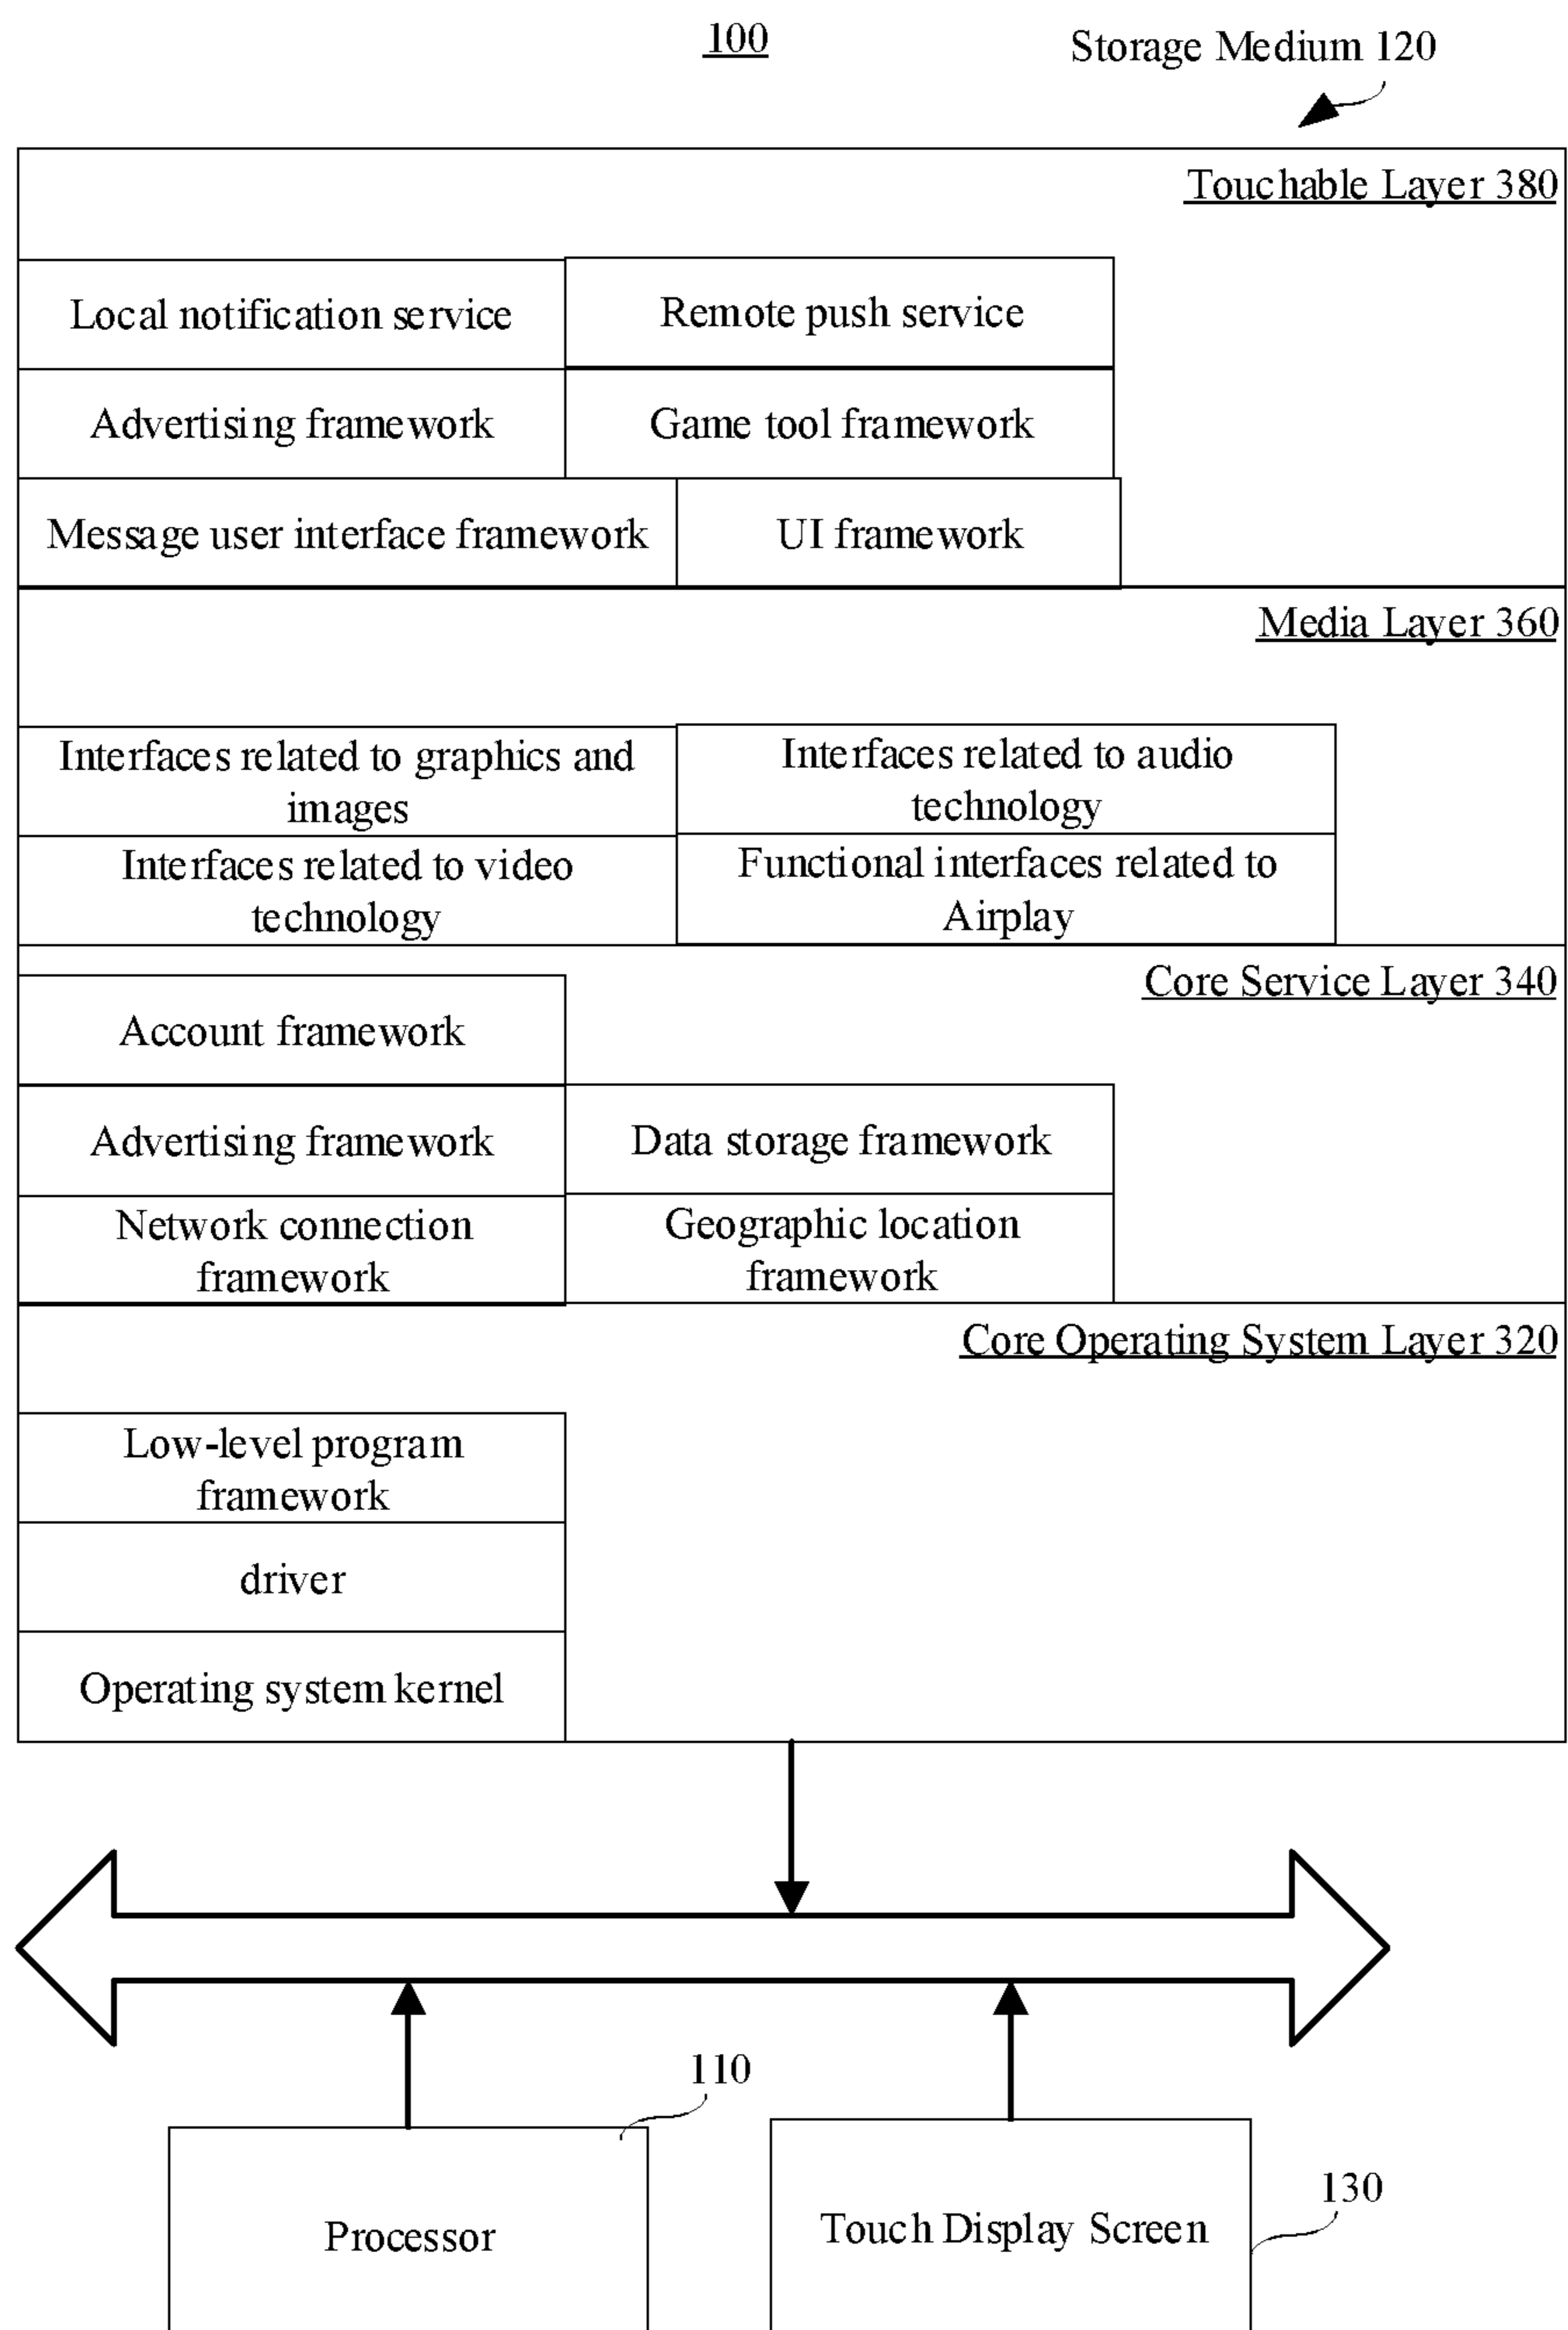 100
Storage Medium 120
Touchable Layer 380
Local notification service
Remote push service
Advertising framework
Game tool framework
Message user interface framework
UI framework
Media Layer 360
Interfaces related to graphics and
images
Interfaces related to audio
technology
Interfaces related to video
technology
Functional interfaces related to
Airplay
Core Service Layer 340
Account framework
Advertising framework
Data storage framework
Network connection
framework
Geographic location
framework
Core Operating System Layer 320
Low-level program
framework
driver
Operating system kernel
110
130
Processor
Touch Display Screen